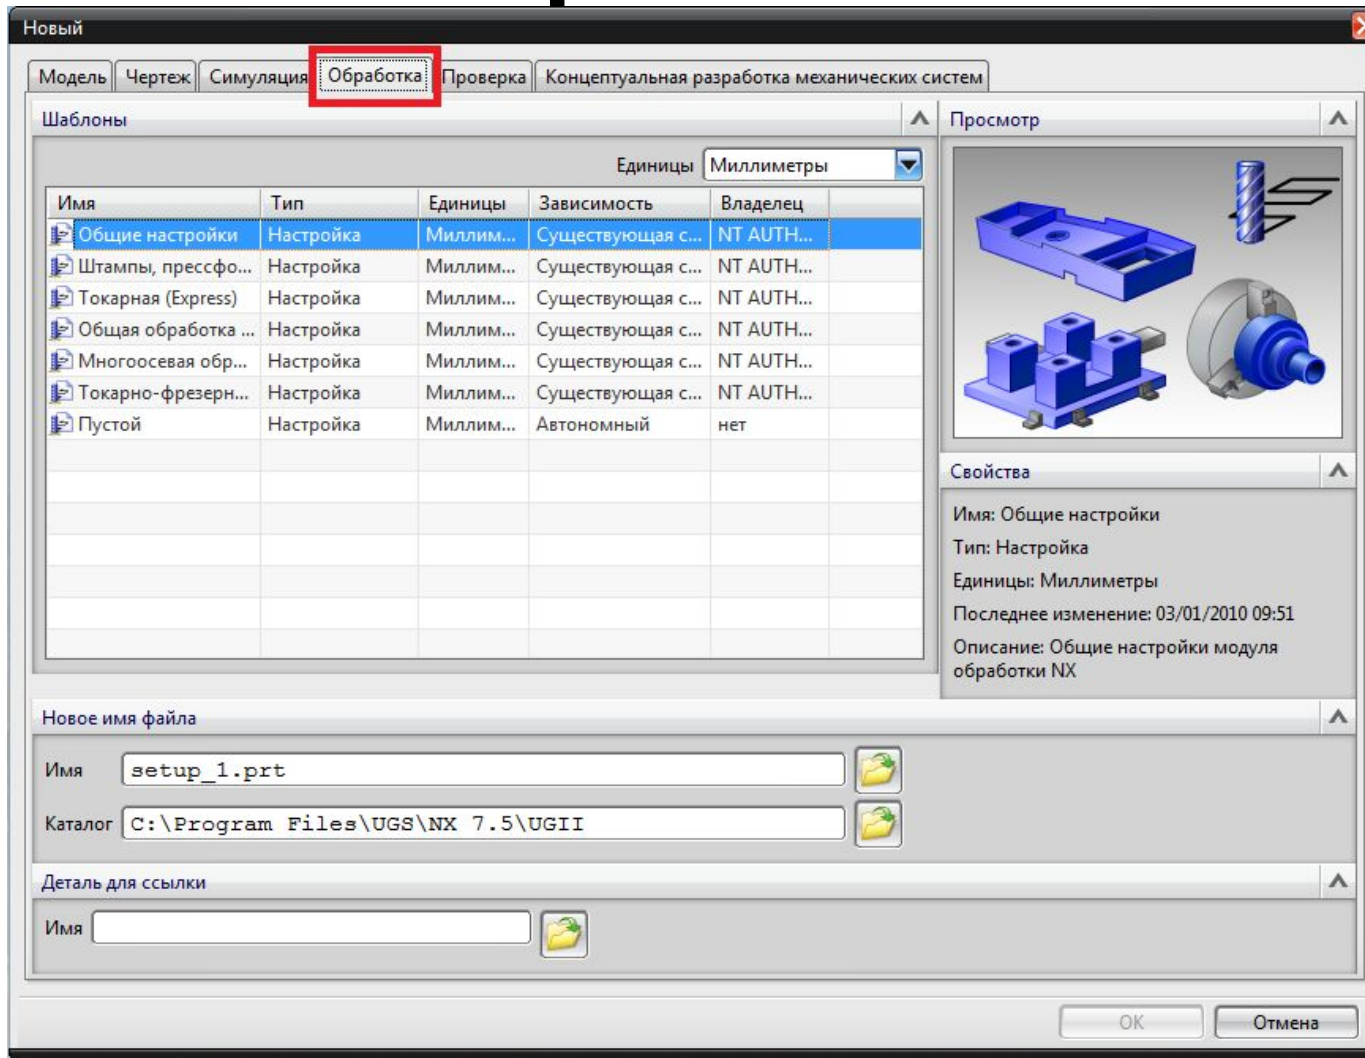 Новый
Модель Чертеж Симуляция Обработка Проверка Концептуальная разработка механических систем
Шаблоны
Единицы Миллиметры
Имя Тип Единицы Зависимость Владелец
Общие настройки Настройка Миллим... Существующая с... NT AUTH...
Штампы, прессфо... Настройка Миллим... Существующая с... NT AUTH...
Токарная (Express) Настройка Миллим... Существующая с... NT AUTH...
Общая обработка ... Настройка Миллим... Существующая с... NT AUTH...
Многоосевая обр... Настройка Миллим... Существующая с... NT AUTH...
Токарно-фрезерн... Настройка Миллим... Существующая с... NT AUTH...
Пустой Настройка Миллим... Автономный нет
Просмотр
Свойства
Имя: Общие настройки
Тип: Настройка
Единицы: Миллиметры
Последнее изменение: 03/01/2010 09:51
Описание: Общие настройки модуля
обработки NX
Новое имя файла
Имя setup_1.prt
Каталог C:\Program Files\UGS\NX 7.5\UGII
Деталь для ссылки
Имя
OK Отмена